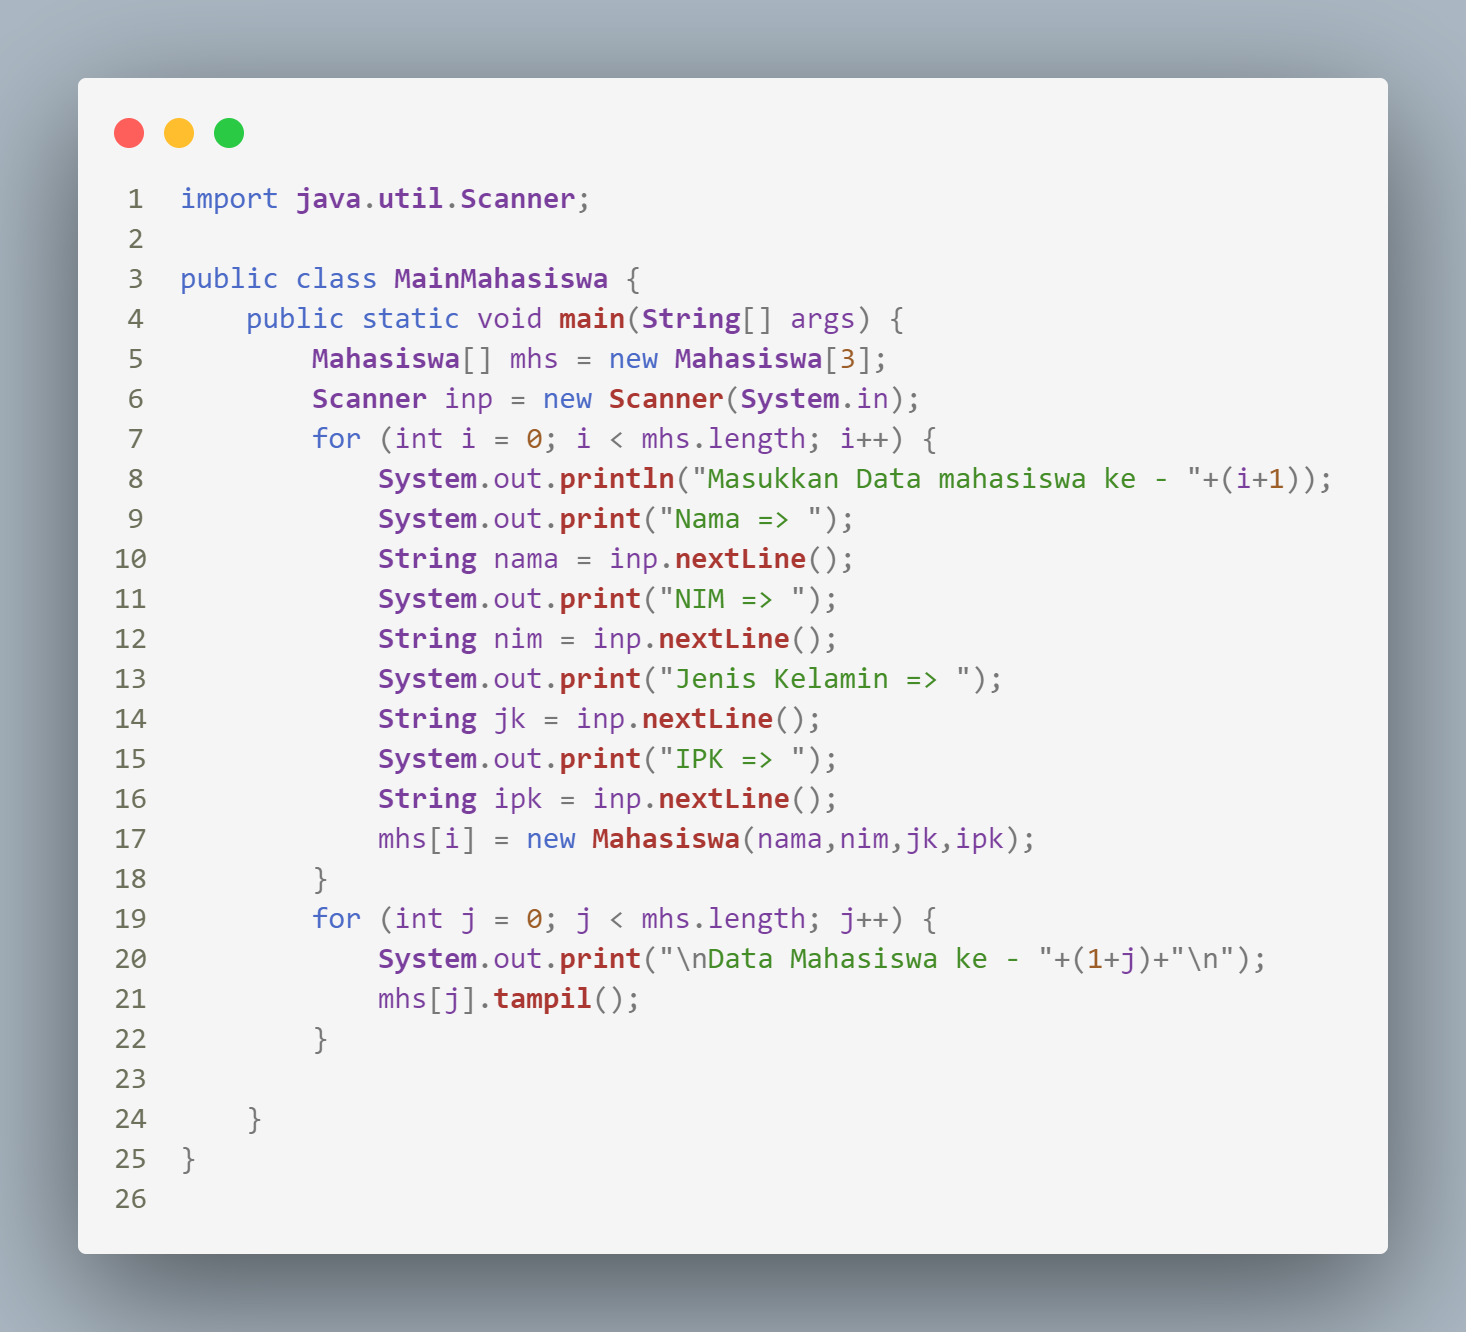 1 import java.util.Scanner;
2
3 public class MainMahasiswa {
4     public static void main(String[] args) {
5         Mahasiswa[] mhs = new Mahasiswa[3];
6         Scanner inp = new Scanner(System.in);
7         for (int i = 0; i < mhs.length; i++) {
8             System.out.println("Masukkan Data mahasiswa ke - "+(i+1));
9             System.out.print("Nama => ");
10             String nama = inp.nextLine();
11             System.out.print("NIM => ");
12             String nim = inp.nextLine();
13             System.out.print("Jenis Kelamin => ");
14             String jk = inp.nextLine();
15             System.out.print("IPK => ");
16             String ipk = inp.nextLine();
17             mhs[i] = new Mahasiswa(nama,nim,jk,ipk);
18         }
19         for (int j = 0; j < mhs.length; j++) {
20             System.out.print("\nData Mahasiswa ke - "+(1+j)+"\n");
21             mhs[j].tampil();
22         }
23
24     }
25 }
26